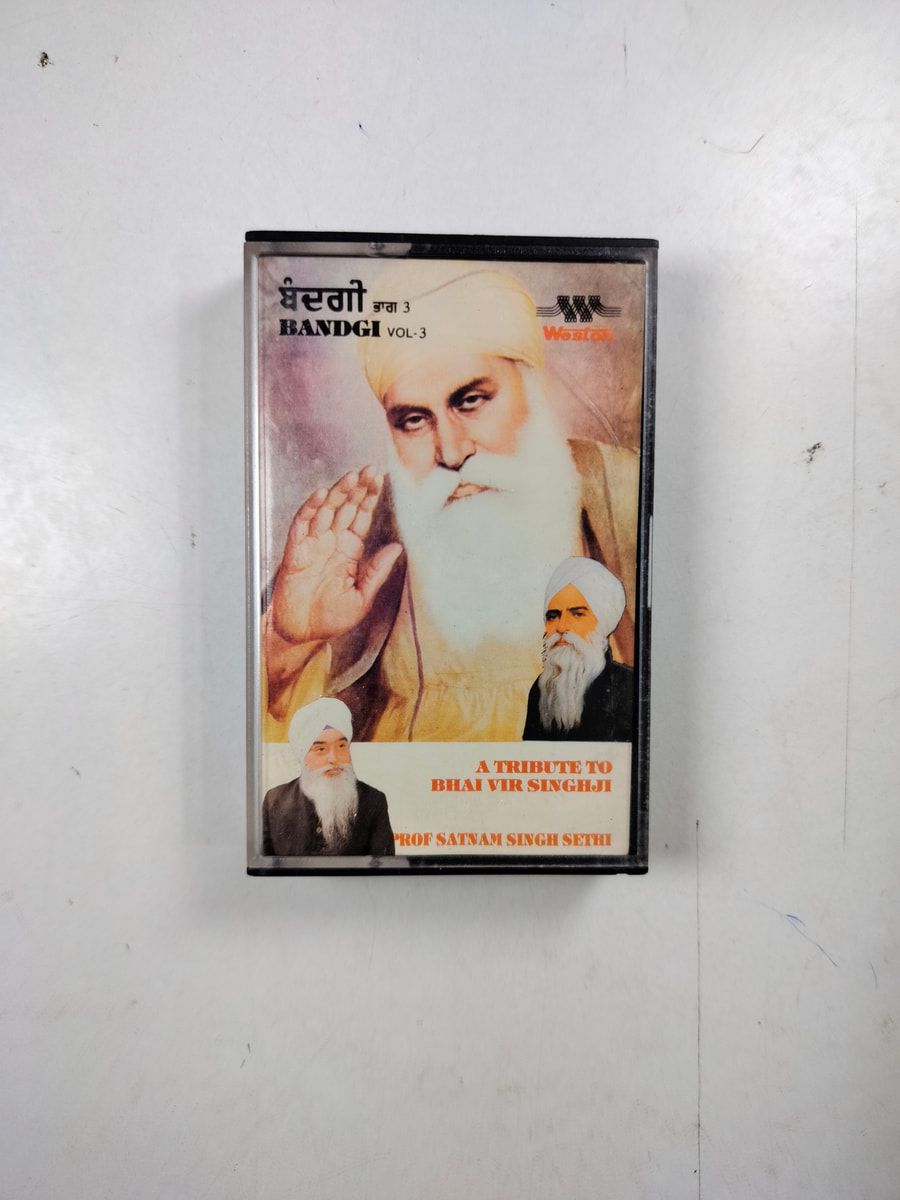 ਬੰਦਗੀ ਭਾਗ 3
BANDGI VOL-3
Weston
A TRIBUTE TO
BHAI VIR SINGHJI
PROF SATNAM SINGH SETHI